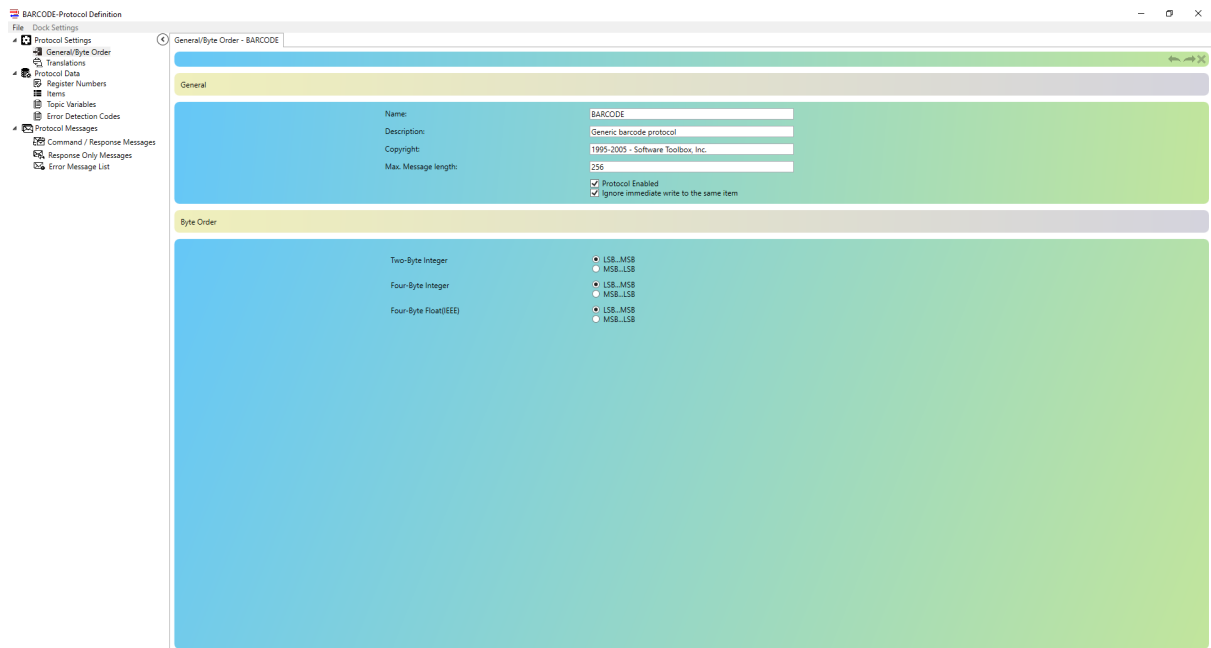 BARCODE-Protocol Definition
File Dock Settings
Protocol Settings
General/Byte Order
Translations
Protocol Data
Register Numbers
Items
Topic Variables
Error Detection Codes
Protocol Messages
Command / Response Messages
Response Only Messages
Error Message List
General/Byte Order - BARCODE
General
Name: BARCODE
Description: Generic barcode protocol
Copyright: 1995-2005 - Software Toolbox, Inc.
Max. Message length: 256
Protocol Enabled
Ignore immediate write to the same item
Byte Order
Two-Byte Integer LSB...MSB
MSB...LSB
Four-Byte Integer LSB...MSB
MSB...LSB
Four-Byte Float(IEEE) LSB...MSB
MSB...LSB